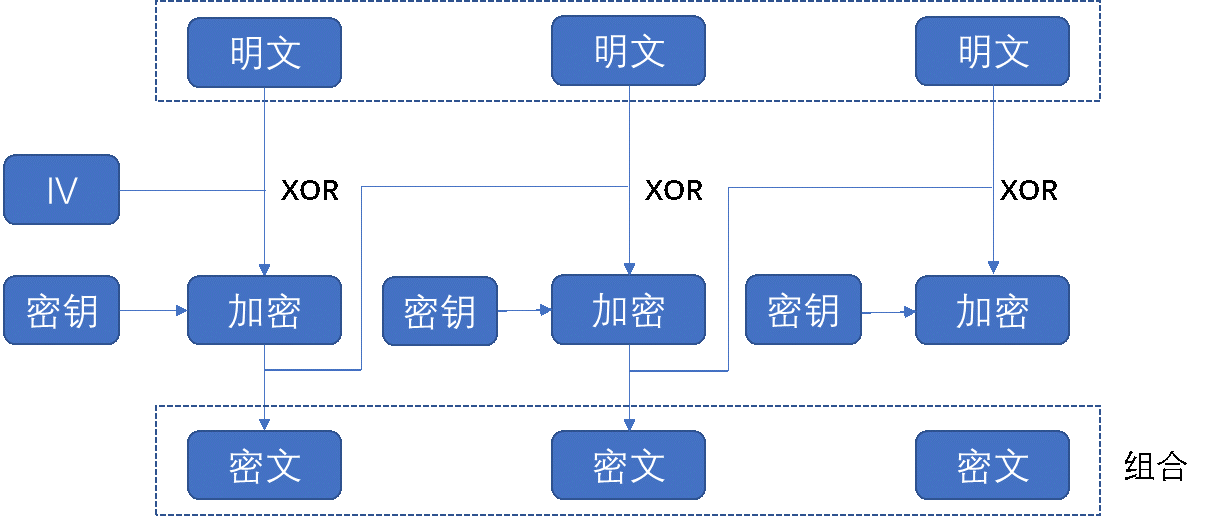 明文 明文 明文
IV XOR XOR XOR
密钥 加密 密钥 加密 密钥 加密
密文 密文 密文 组合